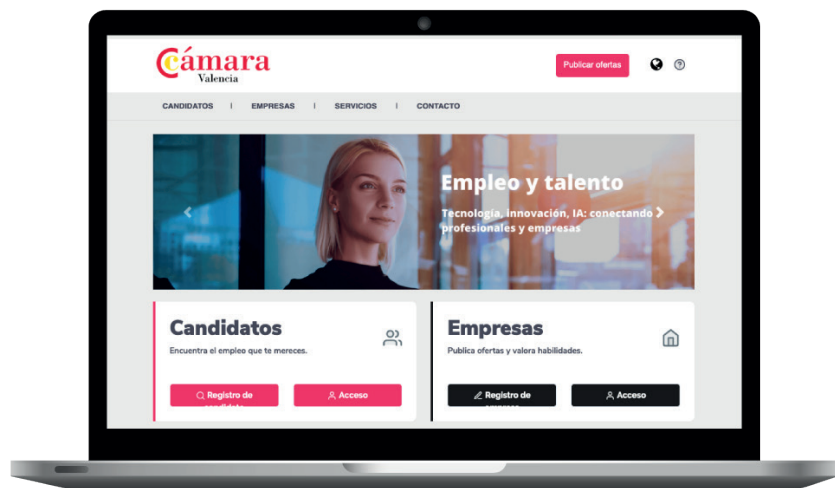 Cámara
Valencia
Publicar ofertas
CANDIDATOS | EMPRESAS | SERVICIOS | CONTACTO
Empleo y talento
Tecnología, innovación, IA: conectando
profesionales y empresas
Candidatos
Encuentra el empleo que te mereces.
Registro de
Acceso
Empresas
Publica ofertas y valora habilidades.
Registro de
Acceso